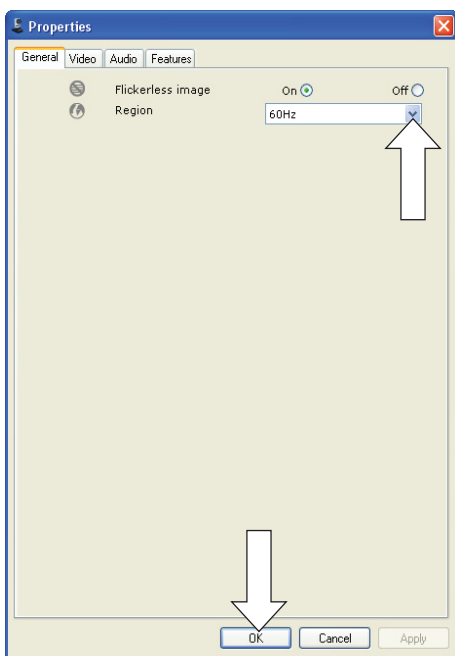 Properties
General Video Audio Features
Flickerless image On Off
Region 60Hz
OK Cancel Apply